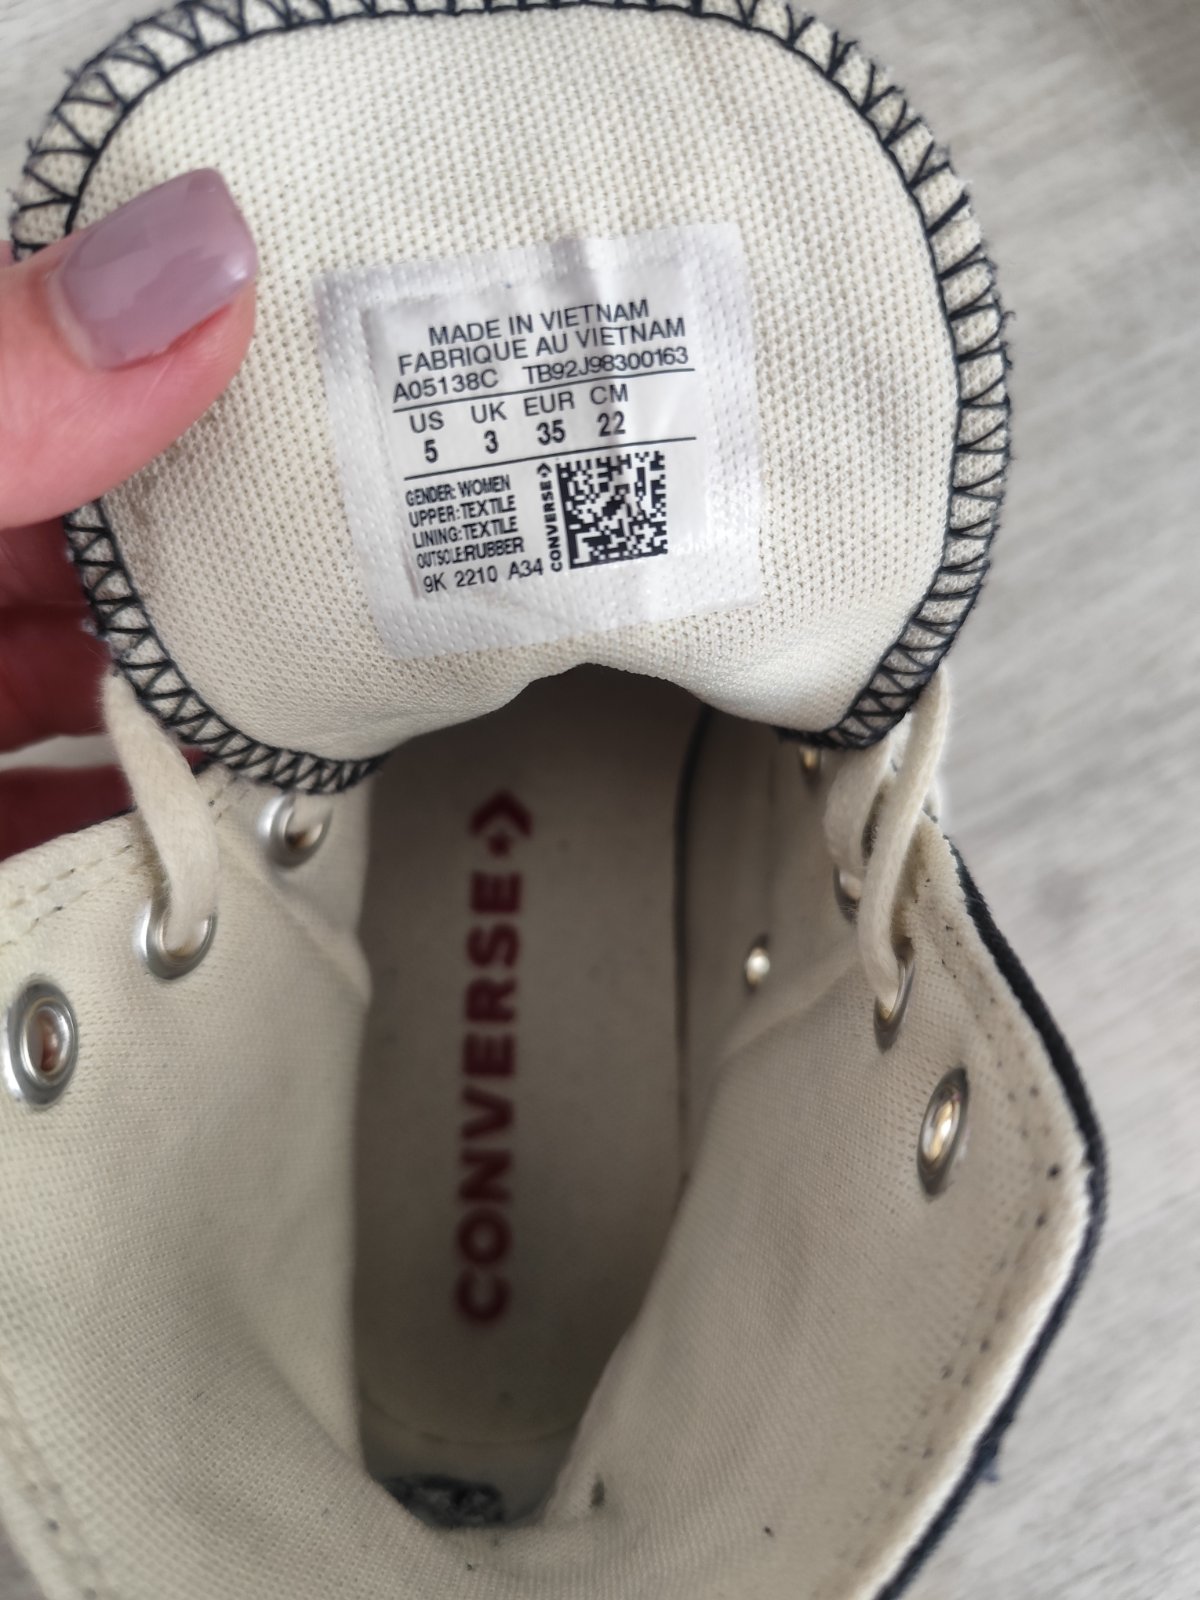 MADE IN VIETNAM
FABRIQUE AU VIETNAM
A05138C TB92J98300163
US UK EUR CM
5 3 35 22
GENDER: WOMEN
UPPER: TEXTILE
LINING: TEXTILE
OUTSOLE: RUBBER
9K 2210 A34
CONVERSE
CONVERSE